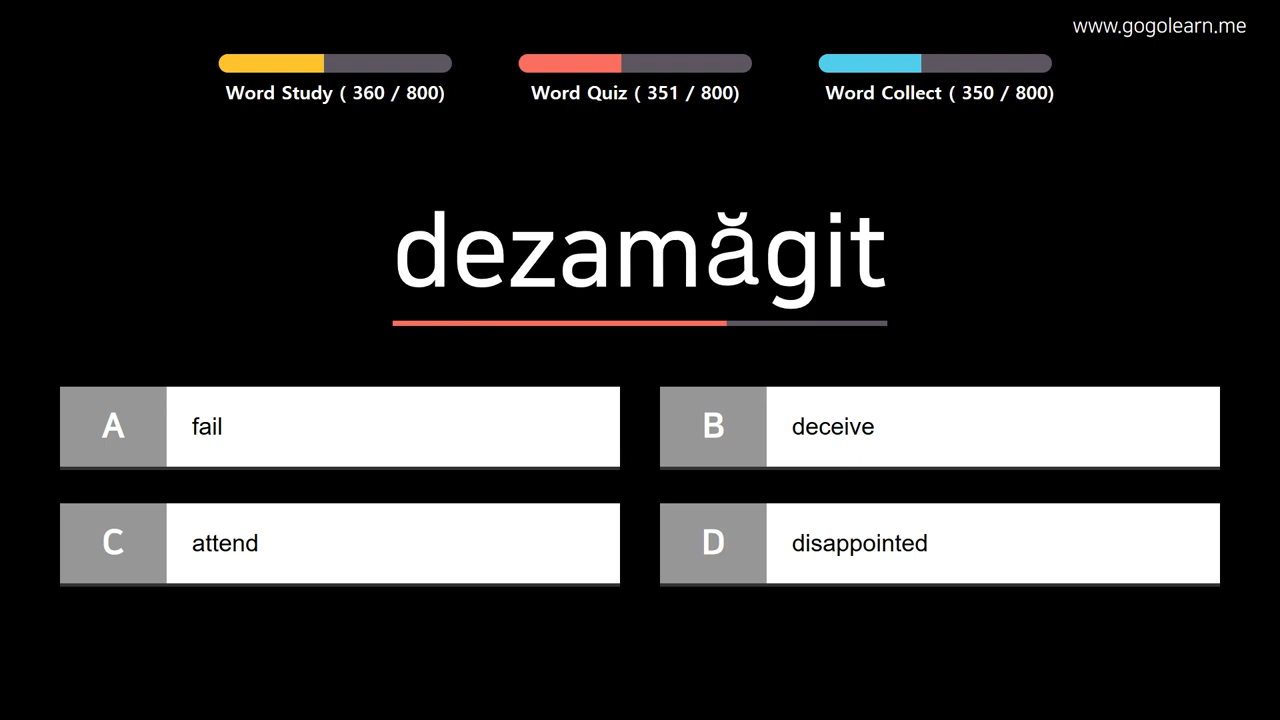 www.gogolearn.me
Word Study ( 360 / 800)
Word Quiz ( 351 / 800)
Word Collect ( 350 / 800)
dezamăgit
A fail
B deceive
C attend
D disappointed